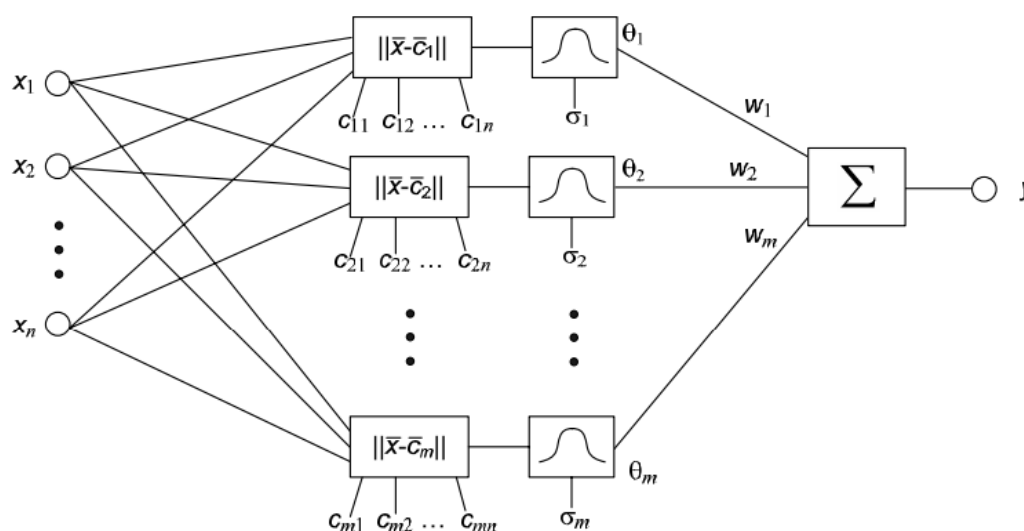 ||x̄-c̄₁||
θ₁
x₁
c₁₁ c₁₂ … c₁ₙ
σ₁
w₁
x₂
||x̄-c̄₂||
θ₂
w₂
Σ
c₂₁ c₂₂ … c₂ₙ
σ₂
wₘ
xₙ
||x̄-c̄ₘ||
θₘ
cₘ₁ cₘ₂ …
σₘ